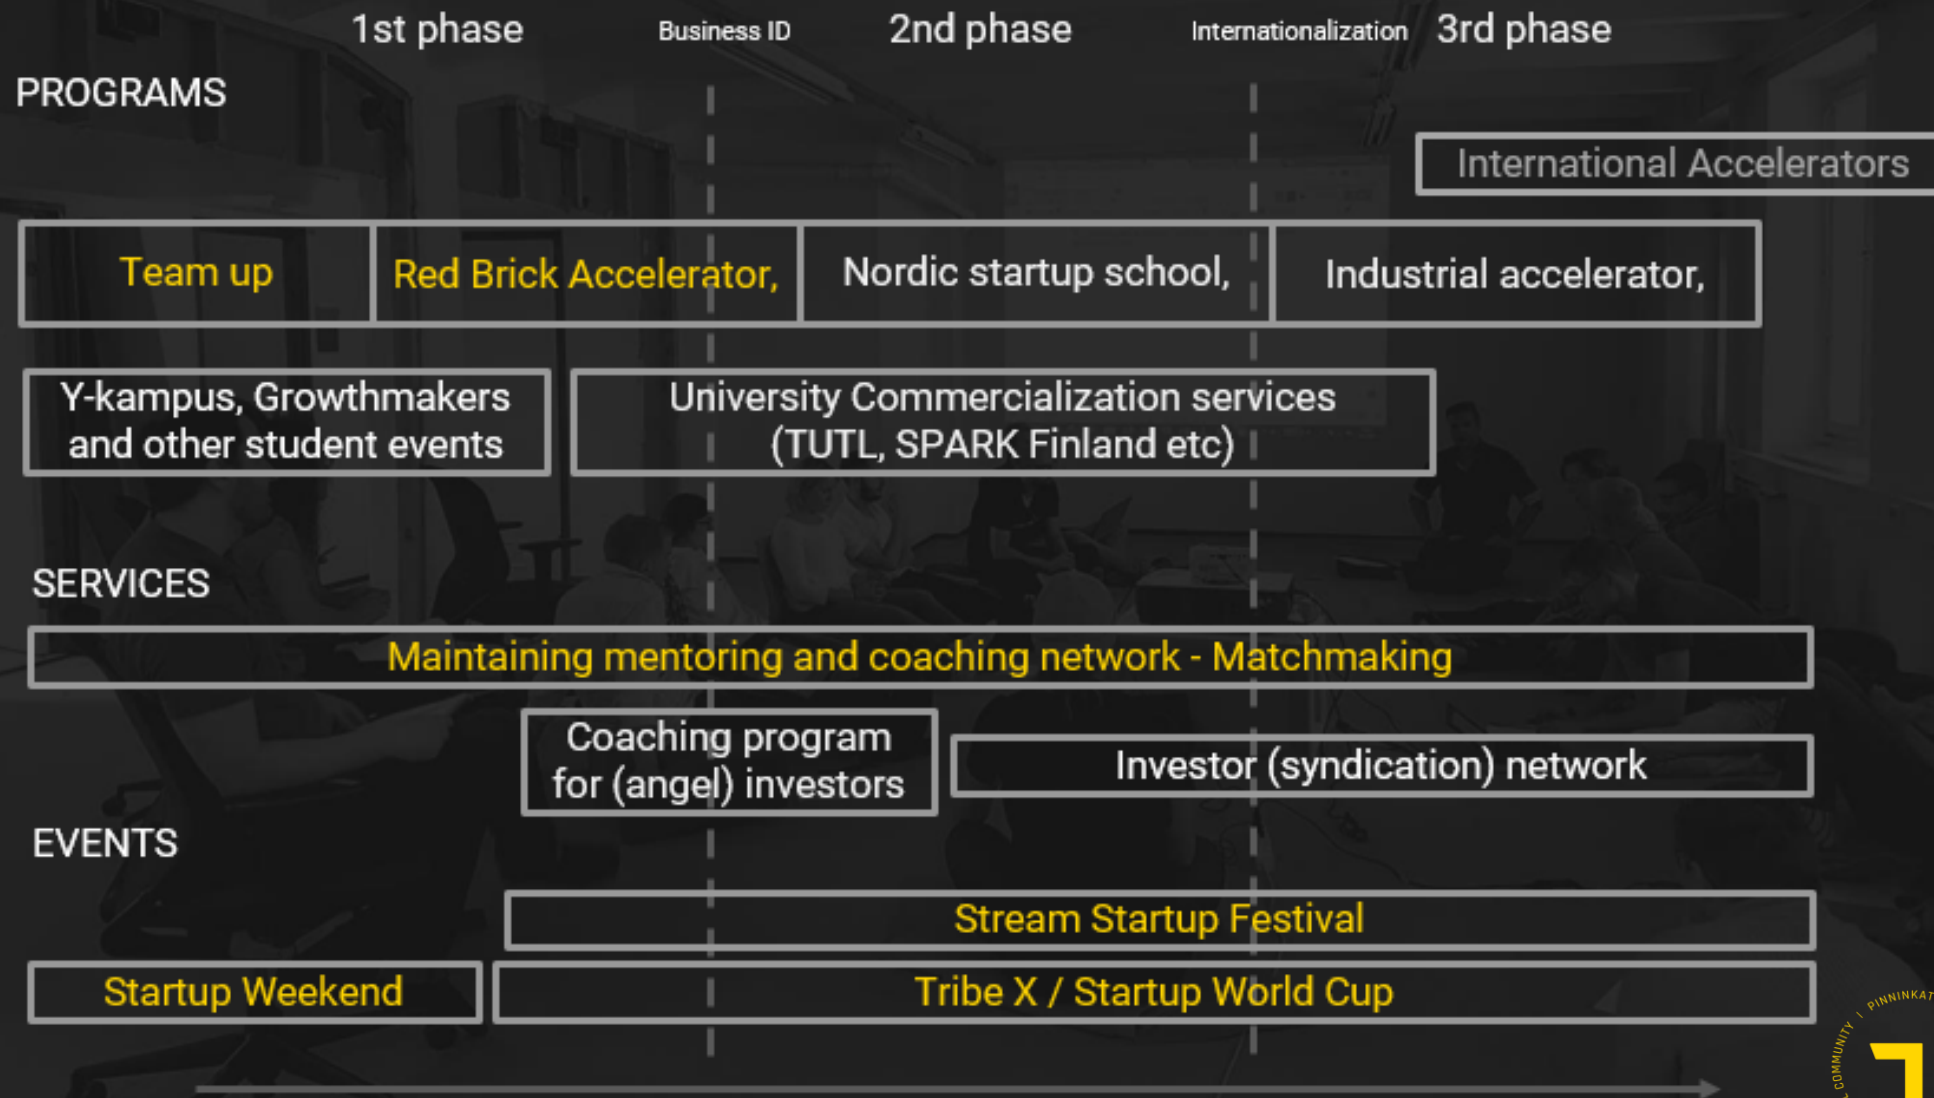 1st phase
Business ID
2nd phase
Internationalization
3rd phase
PROGRAMS
International Accelerators
Team up
Red Brick Accelerator,
Nordic startup school,
Industrial accelerator,
Y-kampus, Growthmakers
and other student events
University Commercialization services
(TUTL, SPARK Finland etc)
SERVICES
Maintaining mentoring and coaching network - Matchmaking
Coaching program
for (angel) investors
Investor (syndication) network
EVENTS
Stream Startup Festival
Startup Weekend
Tribe X / Startup World Cup
COMMUNITY | PINNINKAT